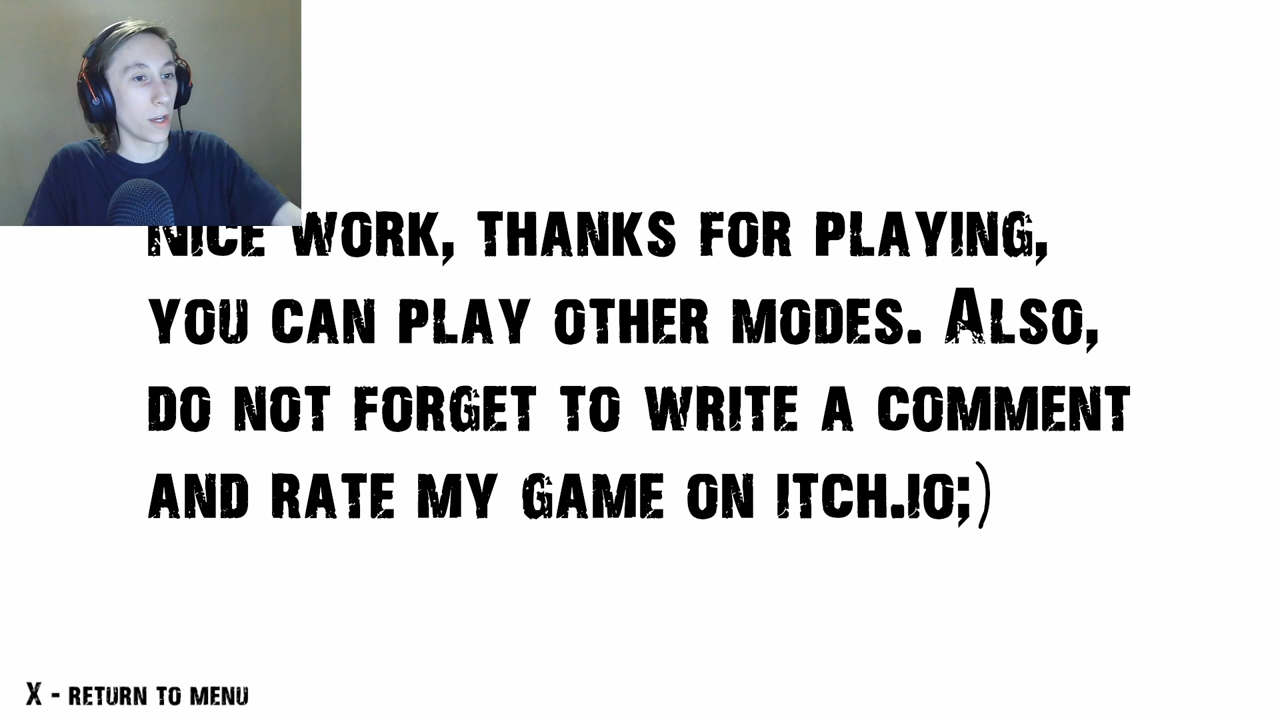 Nice work, thanks for playing,
you can play other modes. Also,
do not forget to write a comment
and rate my game on itch.io;)
X - return to menu